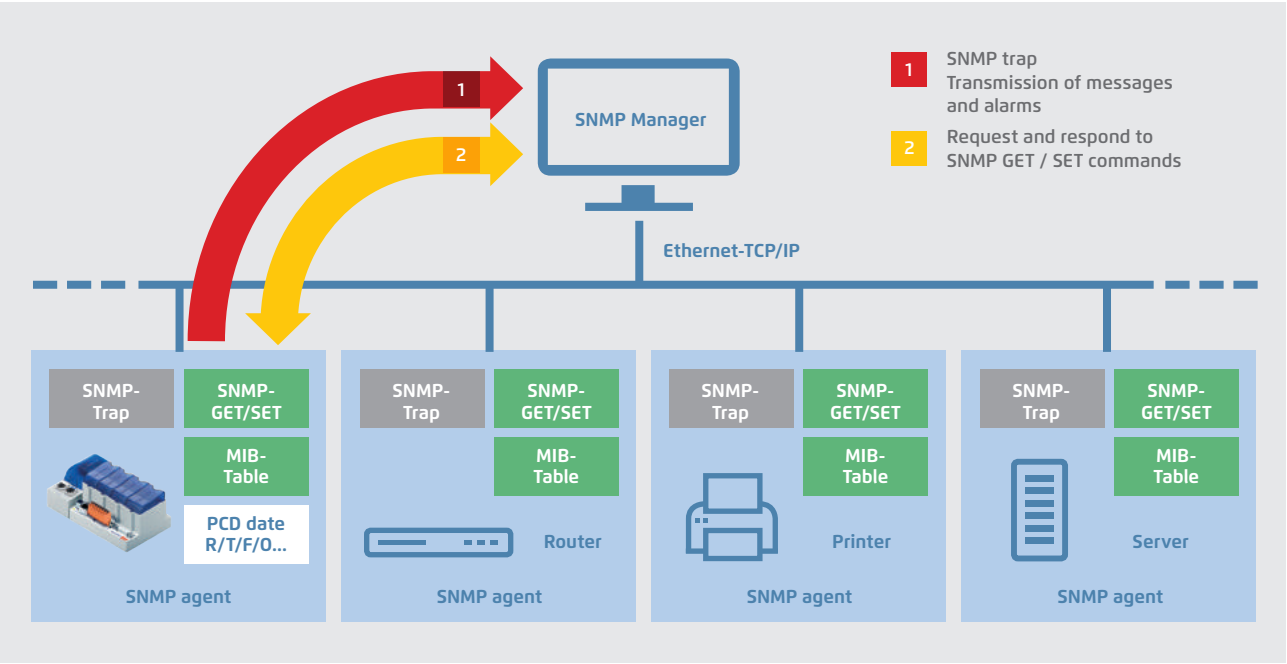 1
SNMP trap
Transmission of messages
and alarms
2
Request and respond to
SNMP GET / SET commands
1
2
SNMP Manager
Ethernet-TCP/IP
SNMP-
Trap
SNMP-
GET/SET
MIB-
Table
PCD date
R/T/F/O...
SNMP agent
SNMP-
Trap
SNMP-
GET/SET
MIB-
Table
Router
SNMP agent
SNMP-
Trap
SNMP-
GET/SET
MIB-
Table
Printer
SNMP agent
SNMP-
Trap
SNMP-
GET/SET
MIB-
Table
Server
SNMP agent